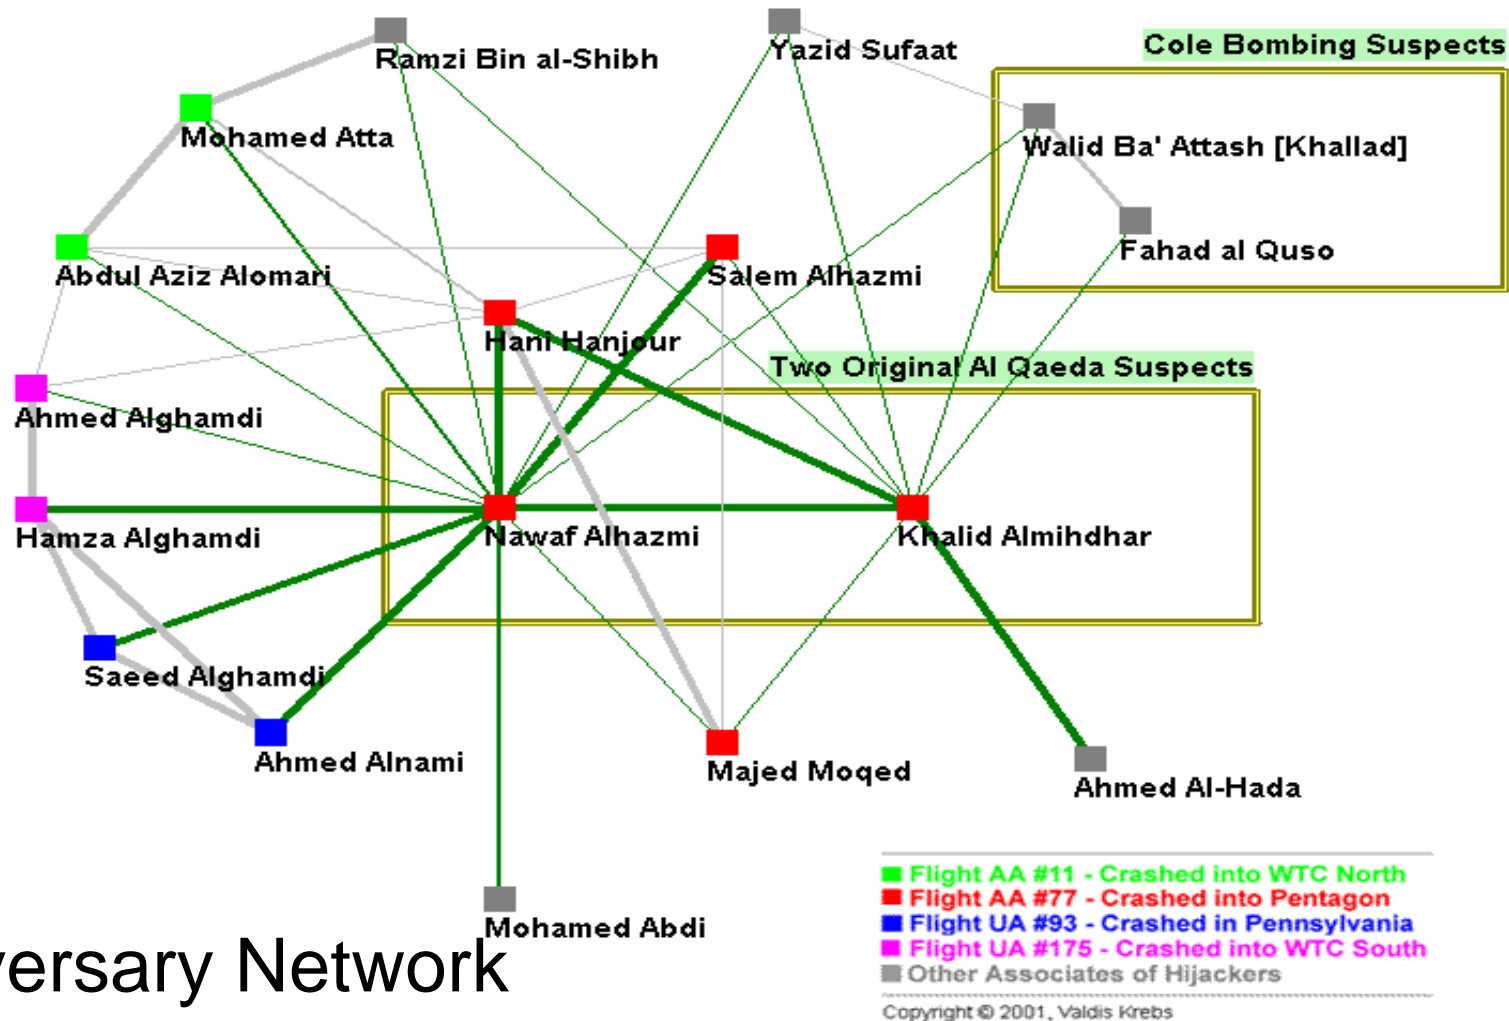 Ramzi Bin al-Shibh
Yazid Sufaat
Cole Bombing Suspects
Mohamed Atta
Walid Ba' Attash [Khallad]
Fahad al Quso
Abdul Aziz Alomari
Salem Alhazmi
Hani Hanjour
Two Original Al Qaeda Suspects
Ahmed Alghamdi
Hamza Alghamdi
Nawaf Alhazmi
Khalid Almihdhar
Saeed Alghamdi
Ahmed Alnami
Majed Moqed
Ahmed Al-Hada
Mohamed Abdi
Flight AA #11 - Crashed into WTC North
Flight AA #77 - Crashed into Pentagon
Flight UA #93 - Crashed in Pennsylvania
Flight UA #175 - Crashed into WTC South
Other Associates of Hijackers
Copyright © 2001, Valdis Krebs
versary Network